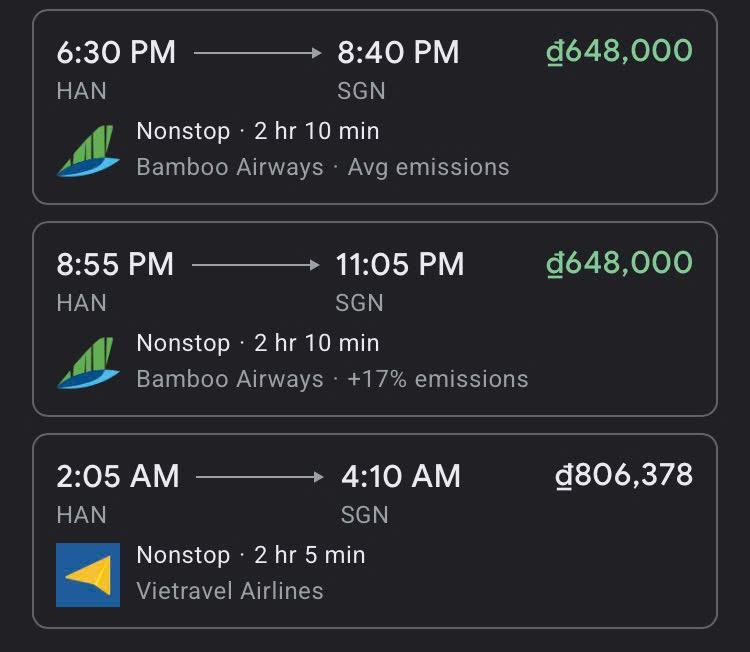 6:30 PM 8:40 PM ₫648,000
HAN SGN
Nonstop · 2 hr 10 min
Bamboo Airways · Avg emissions
8:55 PM 11:05 PM ₫648,000
HAN SGN
Nonstop · 2 hr 10 min
Bamboo Airways · +17% emissions
2:05 AM 4:10 AM ₫806,378
HAN SGN
Nonstop · 2 hr 5 min
Vietravel Airlines